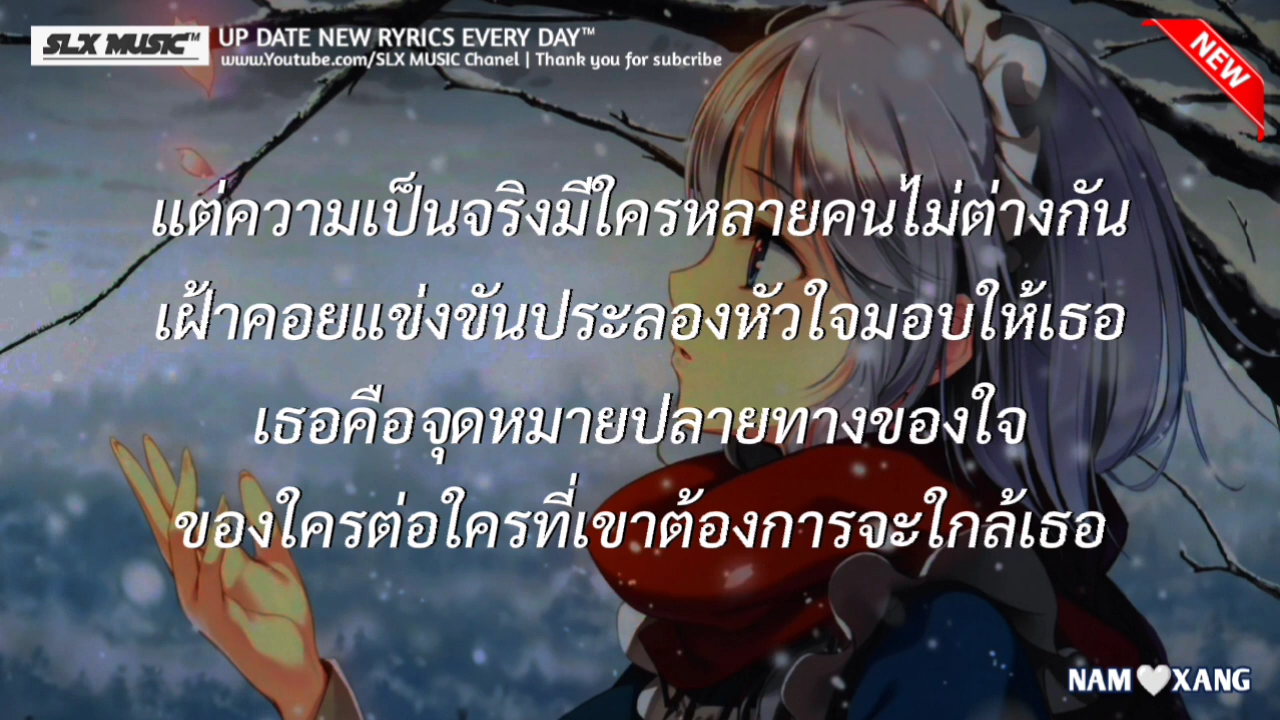 SLX MUSIC™
UP DATE NEW RYRICS EVERY DAY™
www.Youtube.com/SLX MUSIC Chanel | Thank you for subcribe
NEW
แต่ความเป็นจริงมีใครหลายคนไม่ต่างกัน
เฝ้าคอยแข่งขันประลองหัวใจมอบให้เธอ
เธอคือจุดหมายปลายทางของใจ
ของใครต่อใครที่เขาต้องการจะใกล้เธอ
NAM🤍XANG